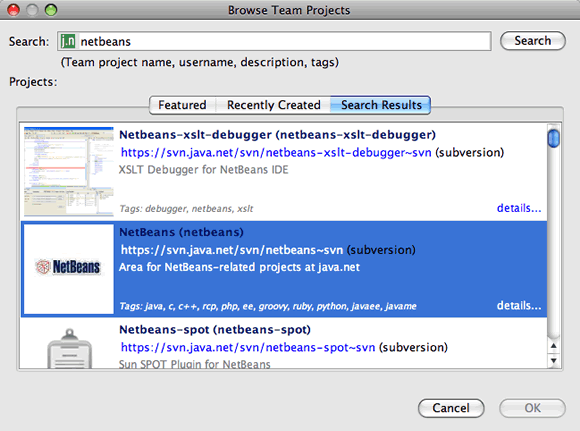 Browse Team Projects
Search: j.n netbeans Search
(Team project name, username, description, tags)
Projects:
Featured Recently Created Search Results
Netbeans-xslt-debugger (netbeans-xslt-debugger)
https://svn.java.net/svn/netbeans-xslt-debugger~svn (subversion)
XSLT Debugger for NetBeans IDE
Tags: debugger, netbeans, xslt details...
NetBeans (netbeans)
https://svn.java.net/svn/netbeans~svn (subversion)
NetBeans Area for NetBeans-related projects at java.net
Tags: java, c, c++, rcp, php, ee, groovy, ruby, python, javaee, javame details...
Netbeans-spot (netbeans-spot)
https://svn.java.net/svn/netbeans-spot~svn (subversion)
Sun SPOT Plugin for NetBeans
Cancel OK